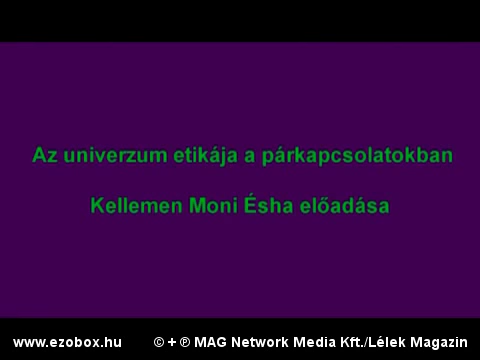 Az univerzum etikája a párkapcsolatokban
Kellemen Moni Ésha előadása
www.ezobox.hu © + ℗ MAG Network Media Kft./Lélek Magazin